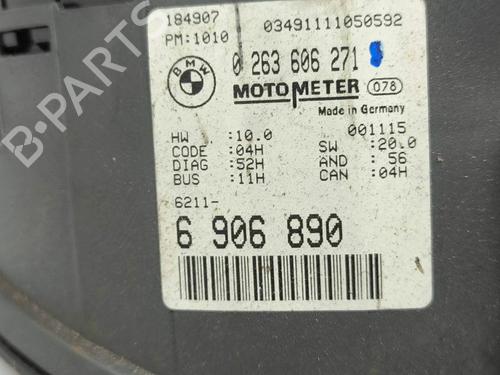 184907 03491111050592
PM:1010
BMW 0 263 606 271
MOTOMETER 078
Made in Germany
001115
HW :10.0 SW :20.0
CODE :04H AND : 56
DIAG :52H CAN :04H
BUS :11H
6211-
6 906 890
B-PARTS